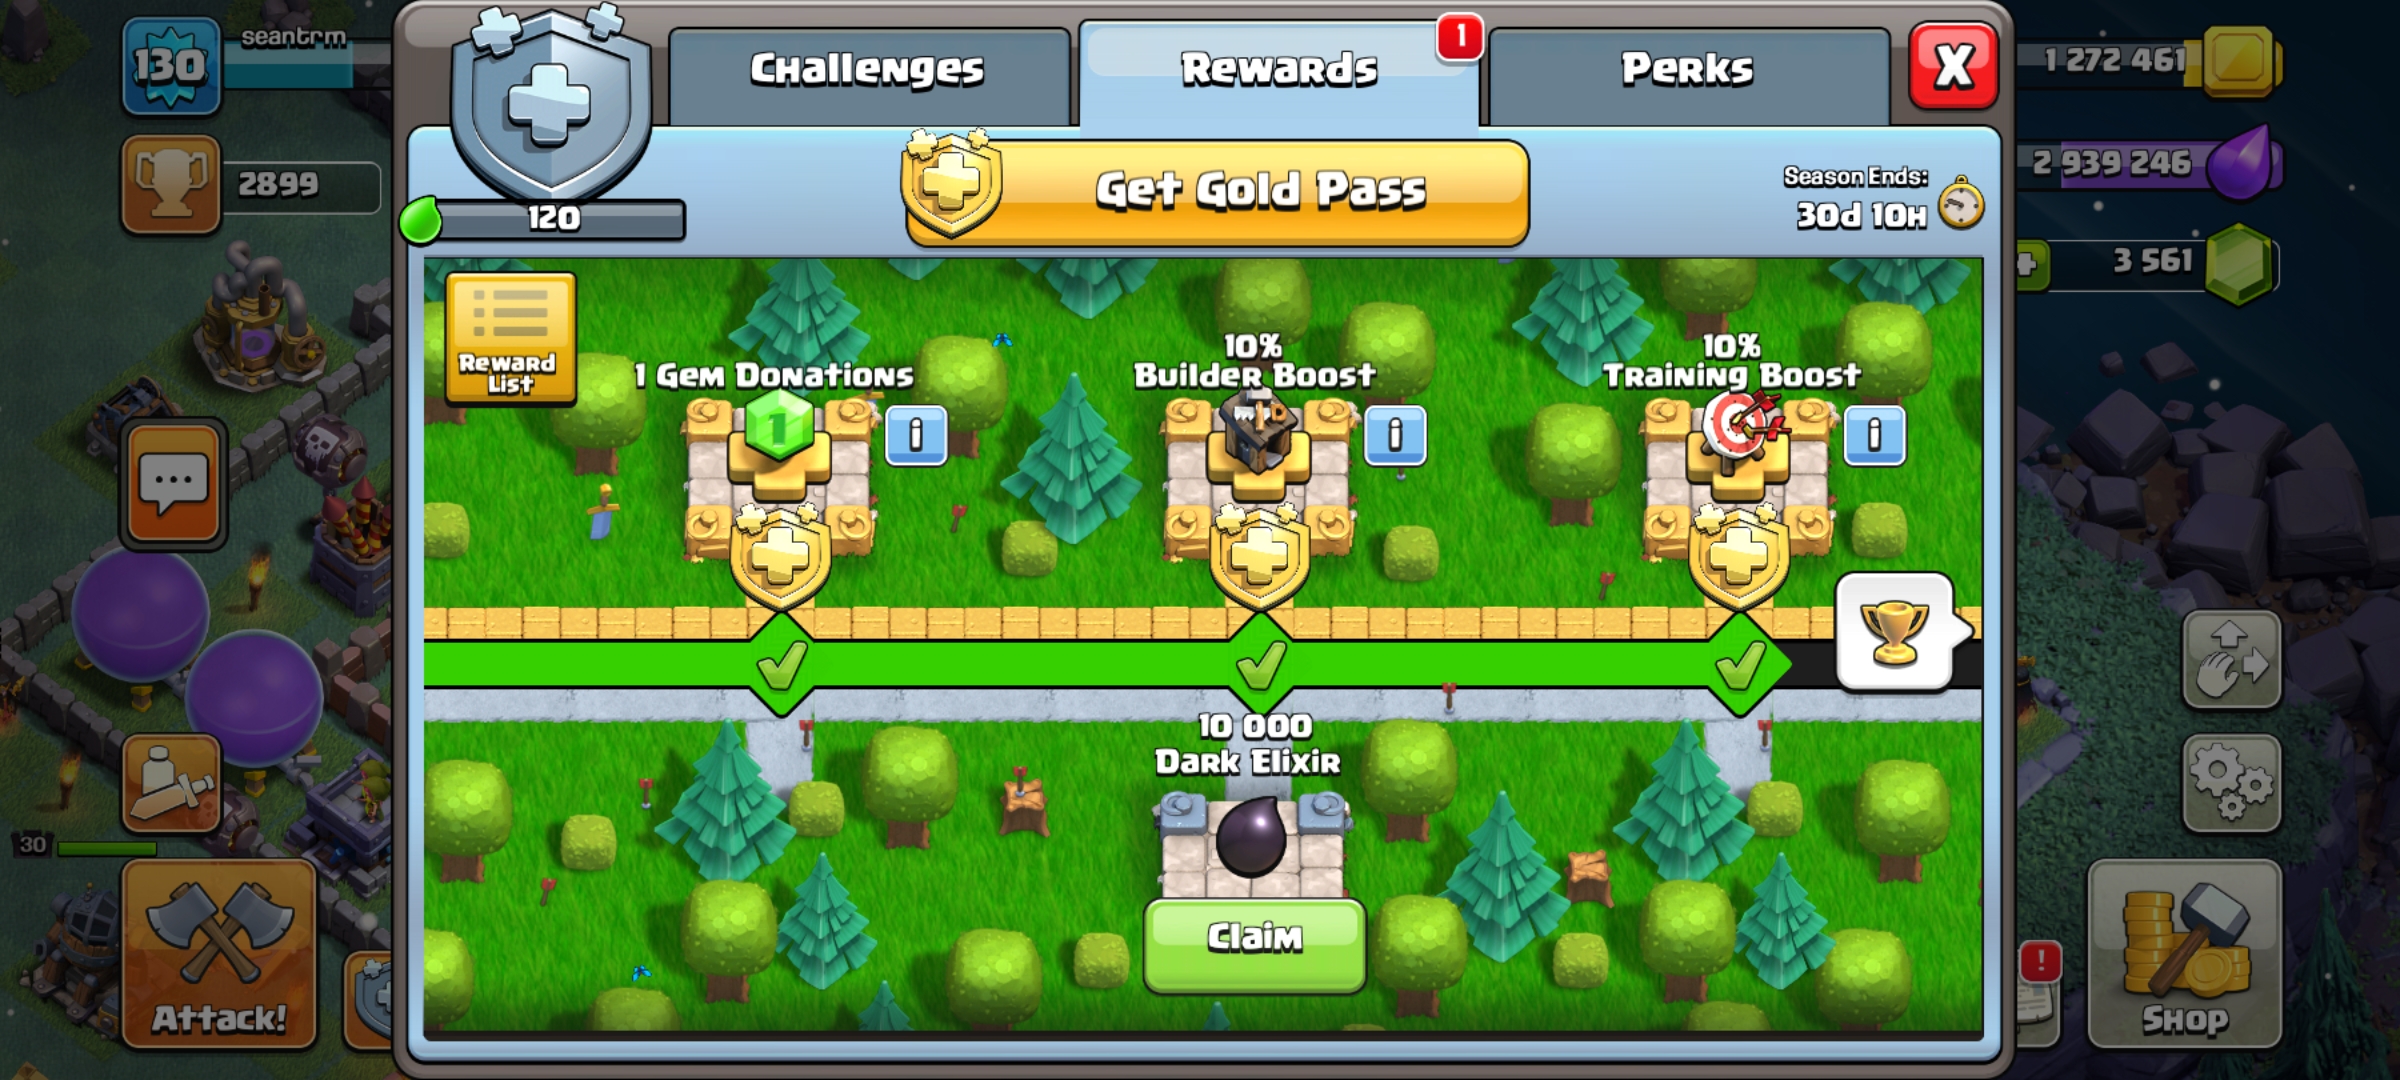 130
seantrm
Challenges
Rewards
1
Perks
X
1 272 461
2899
Get Gold Pass
Season Ends:
30d 10H
2 939 246
120
3 561
Reward
List
1 Gem Donations
10%
Builder Boost
10%
Training Boost
1
i
i
i
10 000
Dark Elixir
Claim
30
Attack!
!
Shop